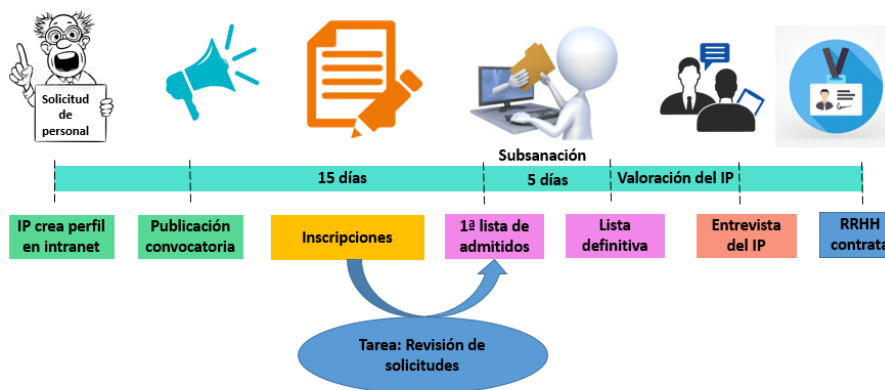 Solicitud
de
personal
Subsanación
15 días
5 días
Valoración del IP
IP crea perfil
en intranet
Publicación
convocatoria
Inscripciones
1ª lista de
admitidos
Lista
definitiva
Entrevista
del IP
RRHH
contrata
Tarea: Revisión de
solicitudes